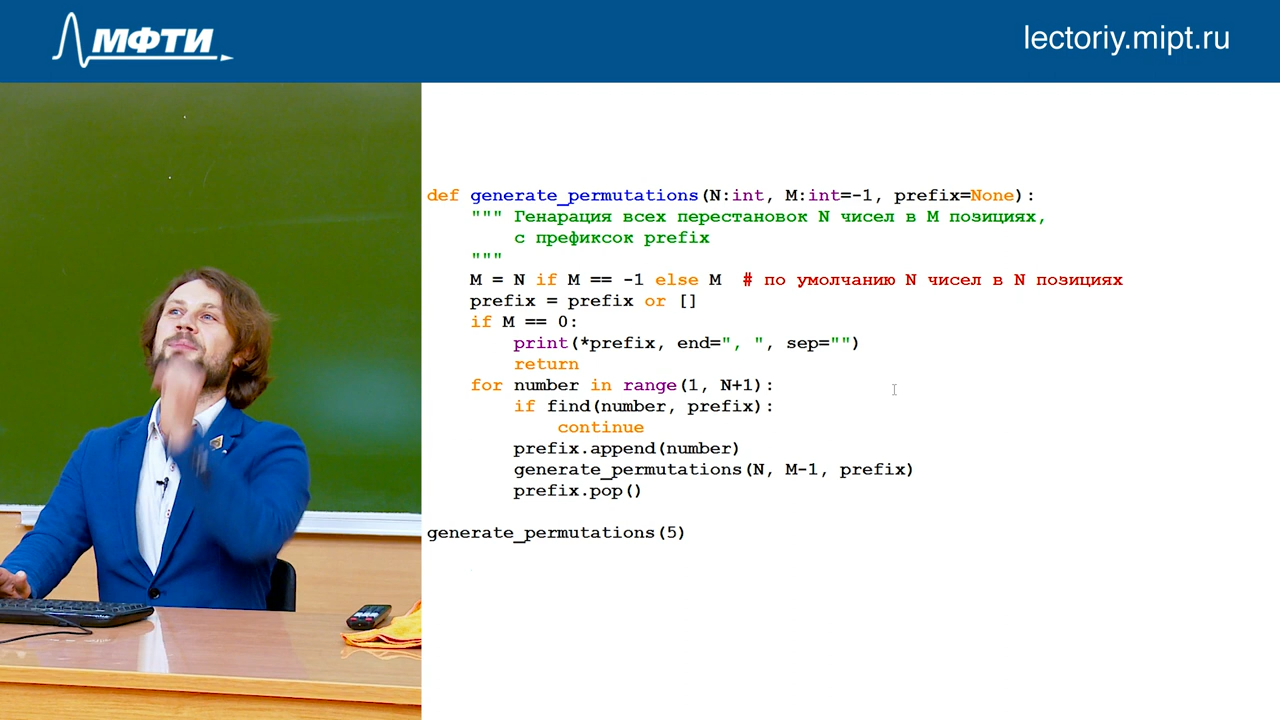 МФТИ
lectoriy.mipt.ru
def generate_permutations(N:int, M:int=-1, prefix=None):
    """ Генарация всех перестановок N чисел в M позициях,
        с префиксок prefix
    """
    M = N if M == -1 else M  # по умолчанию N чисел в N позициях
    prefix = prefix or []
    if M == 0:
        print(*prefix, end=", ", sep="")
        return
    for number in range(1, N+1):
        if find(number, prefix):
            continue
        prefix.append(number)
        generate_permutations(N, M-1, prefix)
        prefix.pop()
generate_permutations(5)